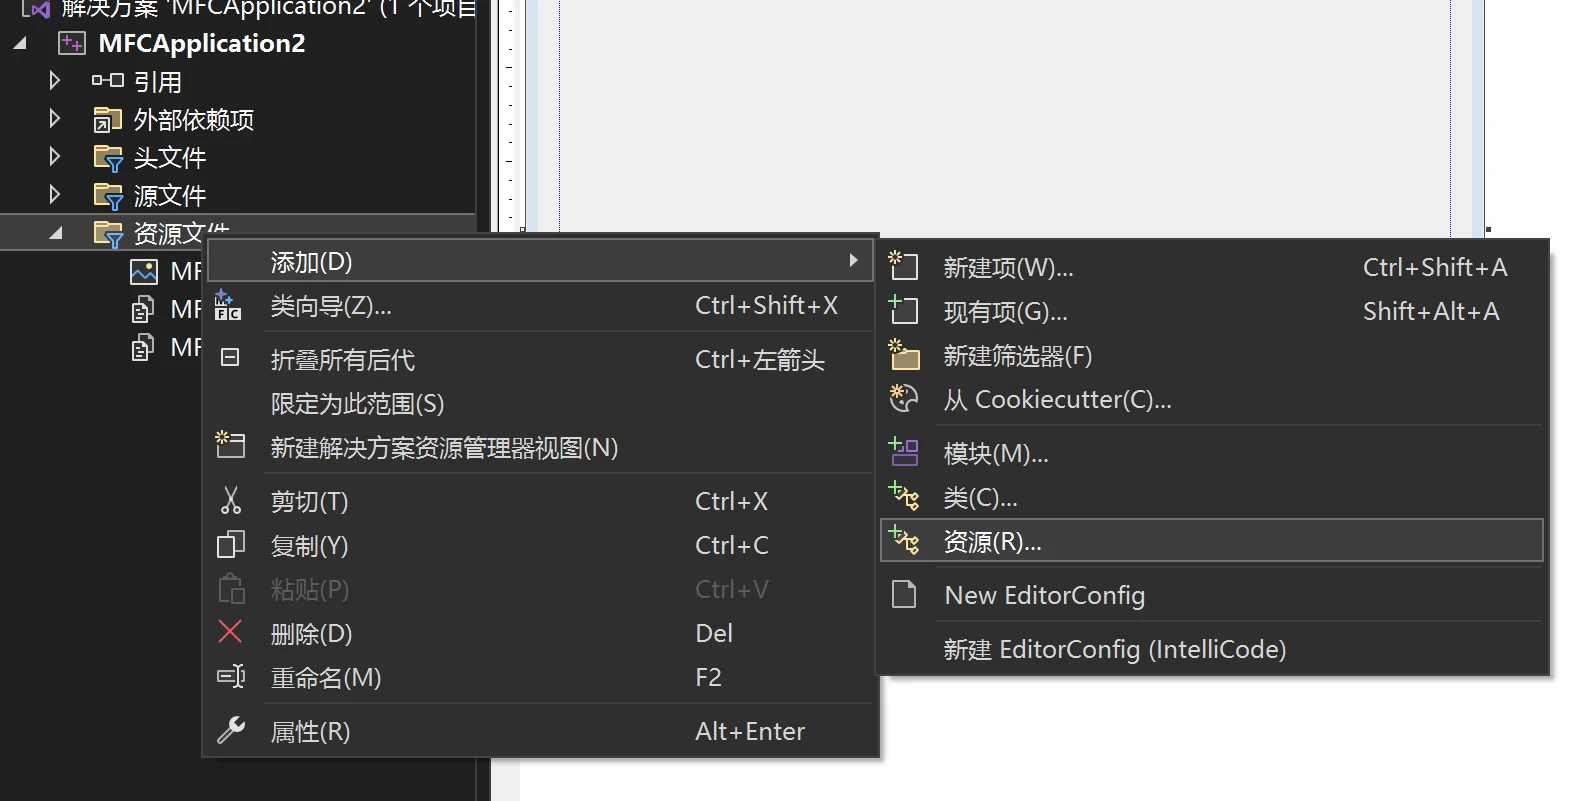 解决方案 'MFCApplication2' (1 个项目
MFCApplication2
引用
外部依赖项
头文件
源文件
资源文件
MF
MF
MF
添加(D)
类向导(Z)... Ctrl+Shift+X
折叠所有后代 Ctrl+左箭头
限定为此范围(S)
新建解决方案资源管理器视图(N)
剪切(T) Ctrl+X
复制(Y) Ctrl+C
粘贴(P) Ctrl+V
删除(D) Del
重命名(M) F2
属性(R) Alt+Enter
新建项(W)... Ctrl+Shift+A
现有项(G)... Shift+Alt+A
新建筛选器(F)
从 Cookiecutter(C)...
模块(M)...
类(C)...
资源(R)...
New EditorConfig
新建 EditorConfig (IntelliCode)